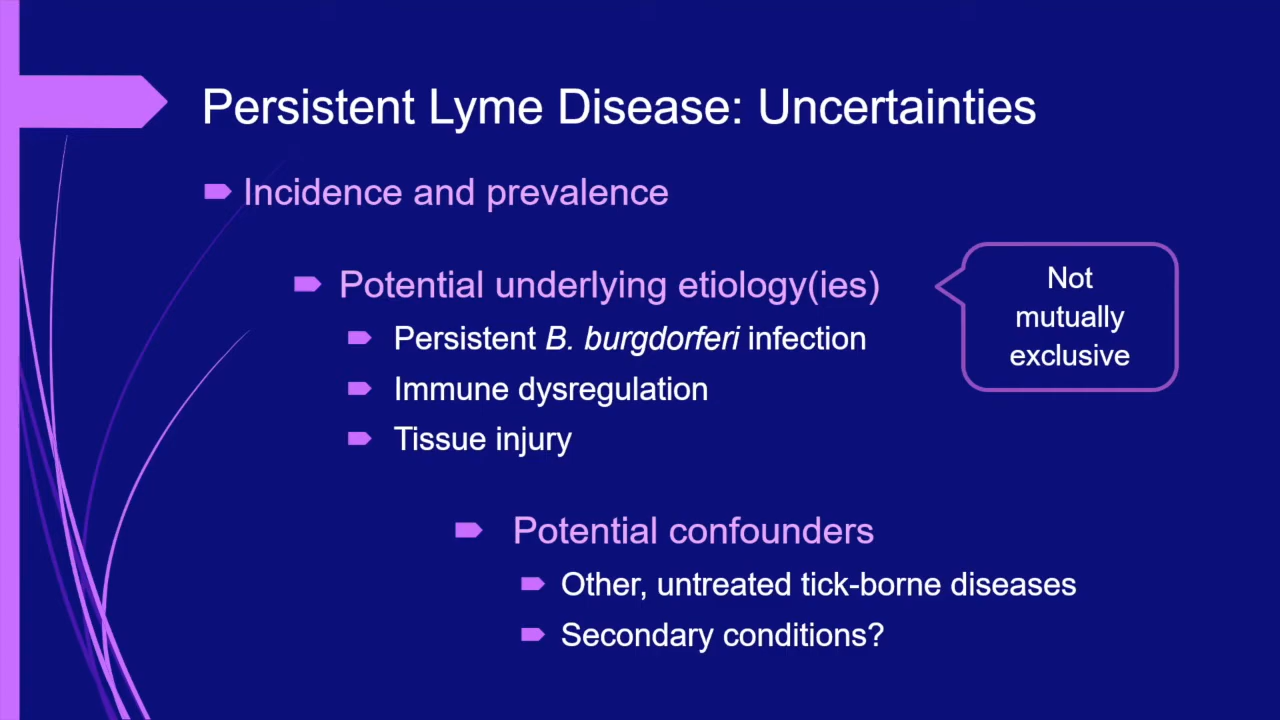 Persistent Lyme Disease: Uncertainties
Incidence and prevalence
Potential underlying etiology(ies)
Persistent B. burgdorferi infection
Immune dysregulation
Tissue injury
Not
mutually
exclusive
Potential confounders
Other, untreated tick-borne diseases
Secondary conditions?